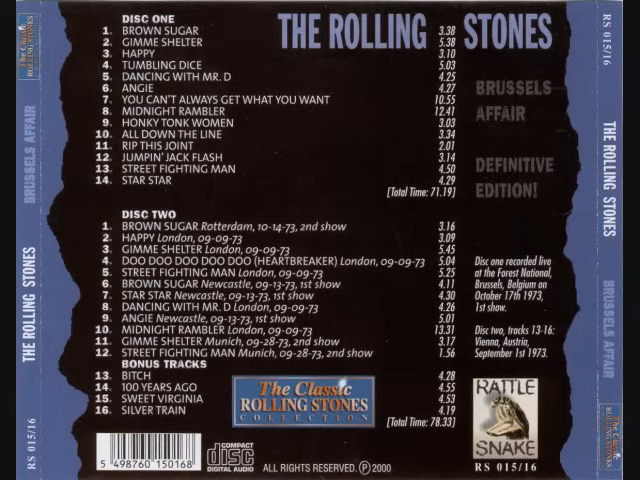 THE ROLLING STONES
BRUSSELS
AFFAIR
DEFINITIVE
EDITION!
DISC ONE
1. BROWN SUGAR 3.38
2. GIMME SHELTER 5.38
3. HAPPY 3.10
4. TUMBLING DICE 5.03
5. DANCING WITH MR. D 4.25
6. ANGIE 4.27
7. YOU CAN'T ALWAYS GET WHAT YOU WANT 10.55
8. MIDNIGHT RAMBLER 12.41
9. HONKY TONK WOMEN 3.03
10. ALL DOWN THE LINE 3.34
11. RIP THIS JOINT 2.01
12. JUMPIN' JACK FLASH 3.14
13. STREET FIGHTING MAN 4.50
14. STAR STAR 4.29
[Total Time: 71.19]
DISC TWO
1. BROWN SUGAR Rotterdam, 10-14-73, 2nd show 3.16
2. HAPPY London, 09-09-73 3.09
3. GIMME SHELTER London, 09-09-73 5.45
4. DOO DOO DOO DOO DOO (HEARTBREAKER) London, 09-09-73 5.04
5. STREET FIGHTING MAN London, 09-09-73 5.25
6. BROWN SUGAR Newcastle, 09-13-73, 1st show 4.11
7. STAR STAR Newcastle, 09-13-73, 1st show 4.30
8. DANCING WITH MR. D London, 09-09-73 4.26
9. ANGIE Newcastle, 09-13-73, 1st show 5.01
10. MIDNIGHT RAMBLER London, 09-09-73 13.31
11. GIMME SHELTER Munich, 09-28-73, 2nd show 3.17
12. STREET FIGHTING MAN Munich, 09-28-73, 2nd show 1.56
BONUS TRACKS
13. BITCH 4.28
14. 100 YEARS AGO 4.55
15. SWEET VIRGINIA 4.53
16. SILVER TRAIN 4.19
[Total Time: 78.33]
Disc one recorded live
at the Forest National,
Brussels, Belgium on
October 17th 1973,
1st show.
Disc two, tracks 13-16:
Vienna, Austria,
September 1st 1973.
The Classic
ROLLING STONES
COLLECTION
RATTLE
SNAKE
RS 015/16
5 498760 150168
COMPACT
disc
DIGITAL AUDIO
ALL RIGHTS RESERVED. Ⓟ 2000
The Classic
ROLLING STONES
BRUSSELS AFFAIR
THE ROLLING STONES
RS 015/16
RS 015/16
THE ROLLING STONES
BRUSSELS AFFAIR
The Classic
ROLLING STONES